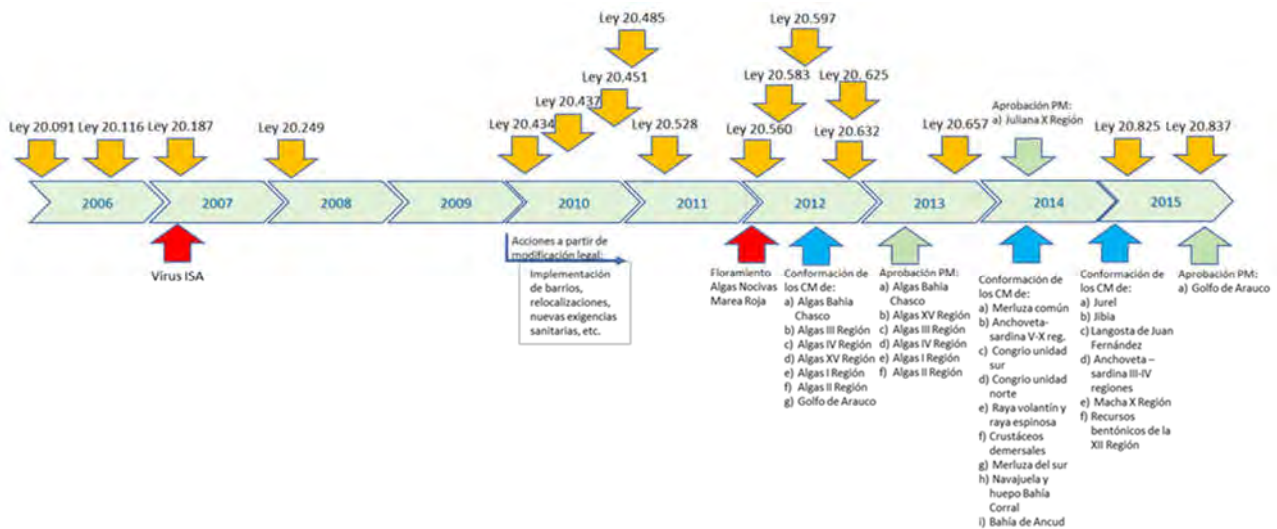 Ley 20.485
Ley 20.597
Ley 20.451
Ley 20.583
Ley 20. 625
Ley 20.437
Aprobación PM:
a) Juliana X Región
Ley 20.091
Ley 20.116
Ley 20.187
Ley 20.249
Ley 20.434
Ley 20.528
Ley 20.560
Ley 20.632
Ley 20.657
Ley 20.825
Ley 20.837
2006
2007
2008
2009
2010
2011
2012
2013
2014
2015
Virus ISA
Acciones a partir de
modificación legal:
Implementación
de barrios,
relocalizaciones,
nuevas exigencias
sanitarias, etc.
Floramiento
Algas Nocivas
Marea Roja
Conformación de
los CM de:
a) Algas Bahía
Chasco
b) Algas III Región
c) Algas IV Región
d) Algas XV Región
e) Algas I Región
f) Algas II Región
g) Golfo de Arauco
Aprobación PM:
a) Algas Bahía
Chasco
b) Algas XV Región
c) Algas III Región
d) Algas IV Región
e) Algas I Región
f) Algas II Región
Conformación de
los CM de:
a) Merluza común
b) Anchoveta-
sardina V-X reg.
c) Congrio unidad
sur
d) Congrio unidad
norte
e) Raya volantín y
raya espinosa
f) Crustáceos
demersales
g) Merluza del sur
h) Navajuela y
huepo Bahía
Corral
i) Bahía de Ancud
Conformación de
los CM de:
a) Jurel
b) Jibia
c) Langosta de Juan
Fernández
d) Anchoveta –
sardina III-IV
regiones
e) Macha X Región
f) Recursos
bentónicos de la
XII Región
Aprobación PM:
a) Golfo de Arauco